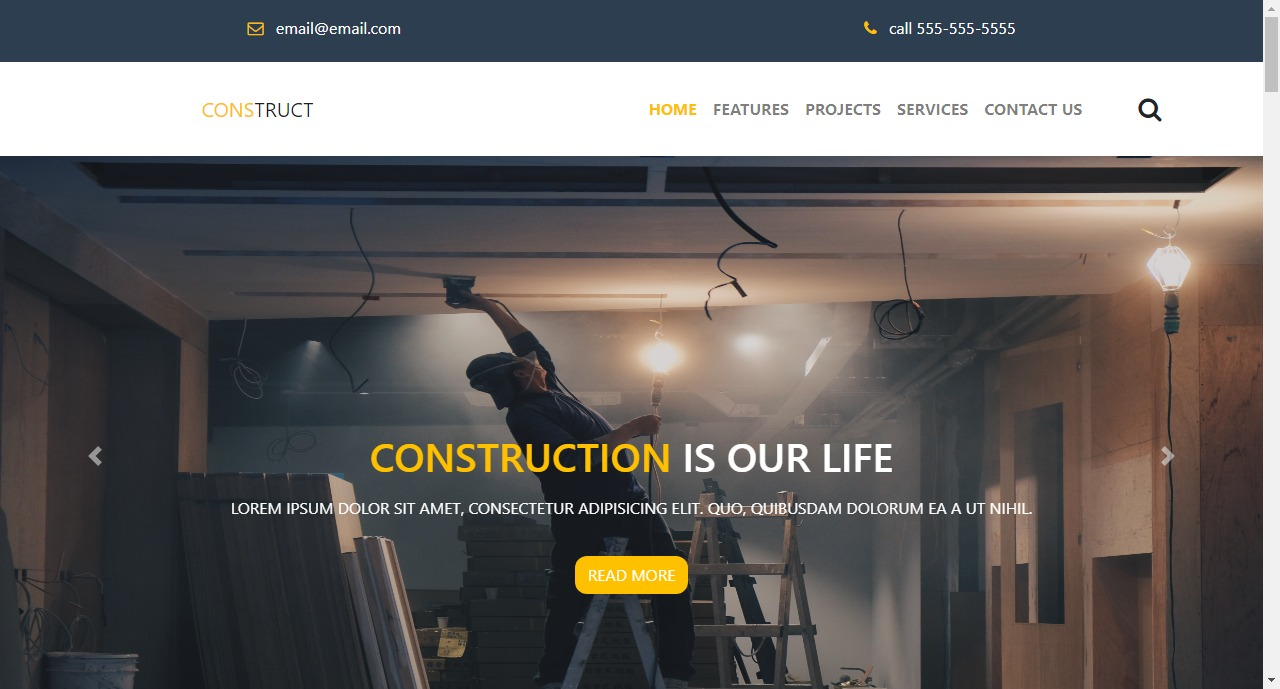 email@email.com
call 555-555-5555
CONSTRUCT
HOME FEATURES PROJECTS SERVICES CONTACT US
CONSTRUCTION IS OUR LIFE
LOREM IPSUM DOLOR SIT AMET, CONSECTETUR ADIPISICING ELIT. QUO, QUIBUSDAM DOLORUM EA A UT NIHIL.
READ MORE